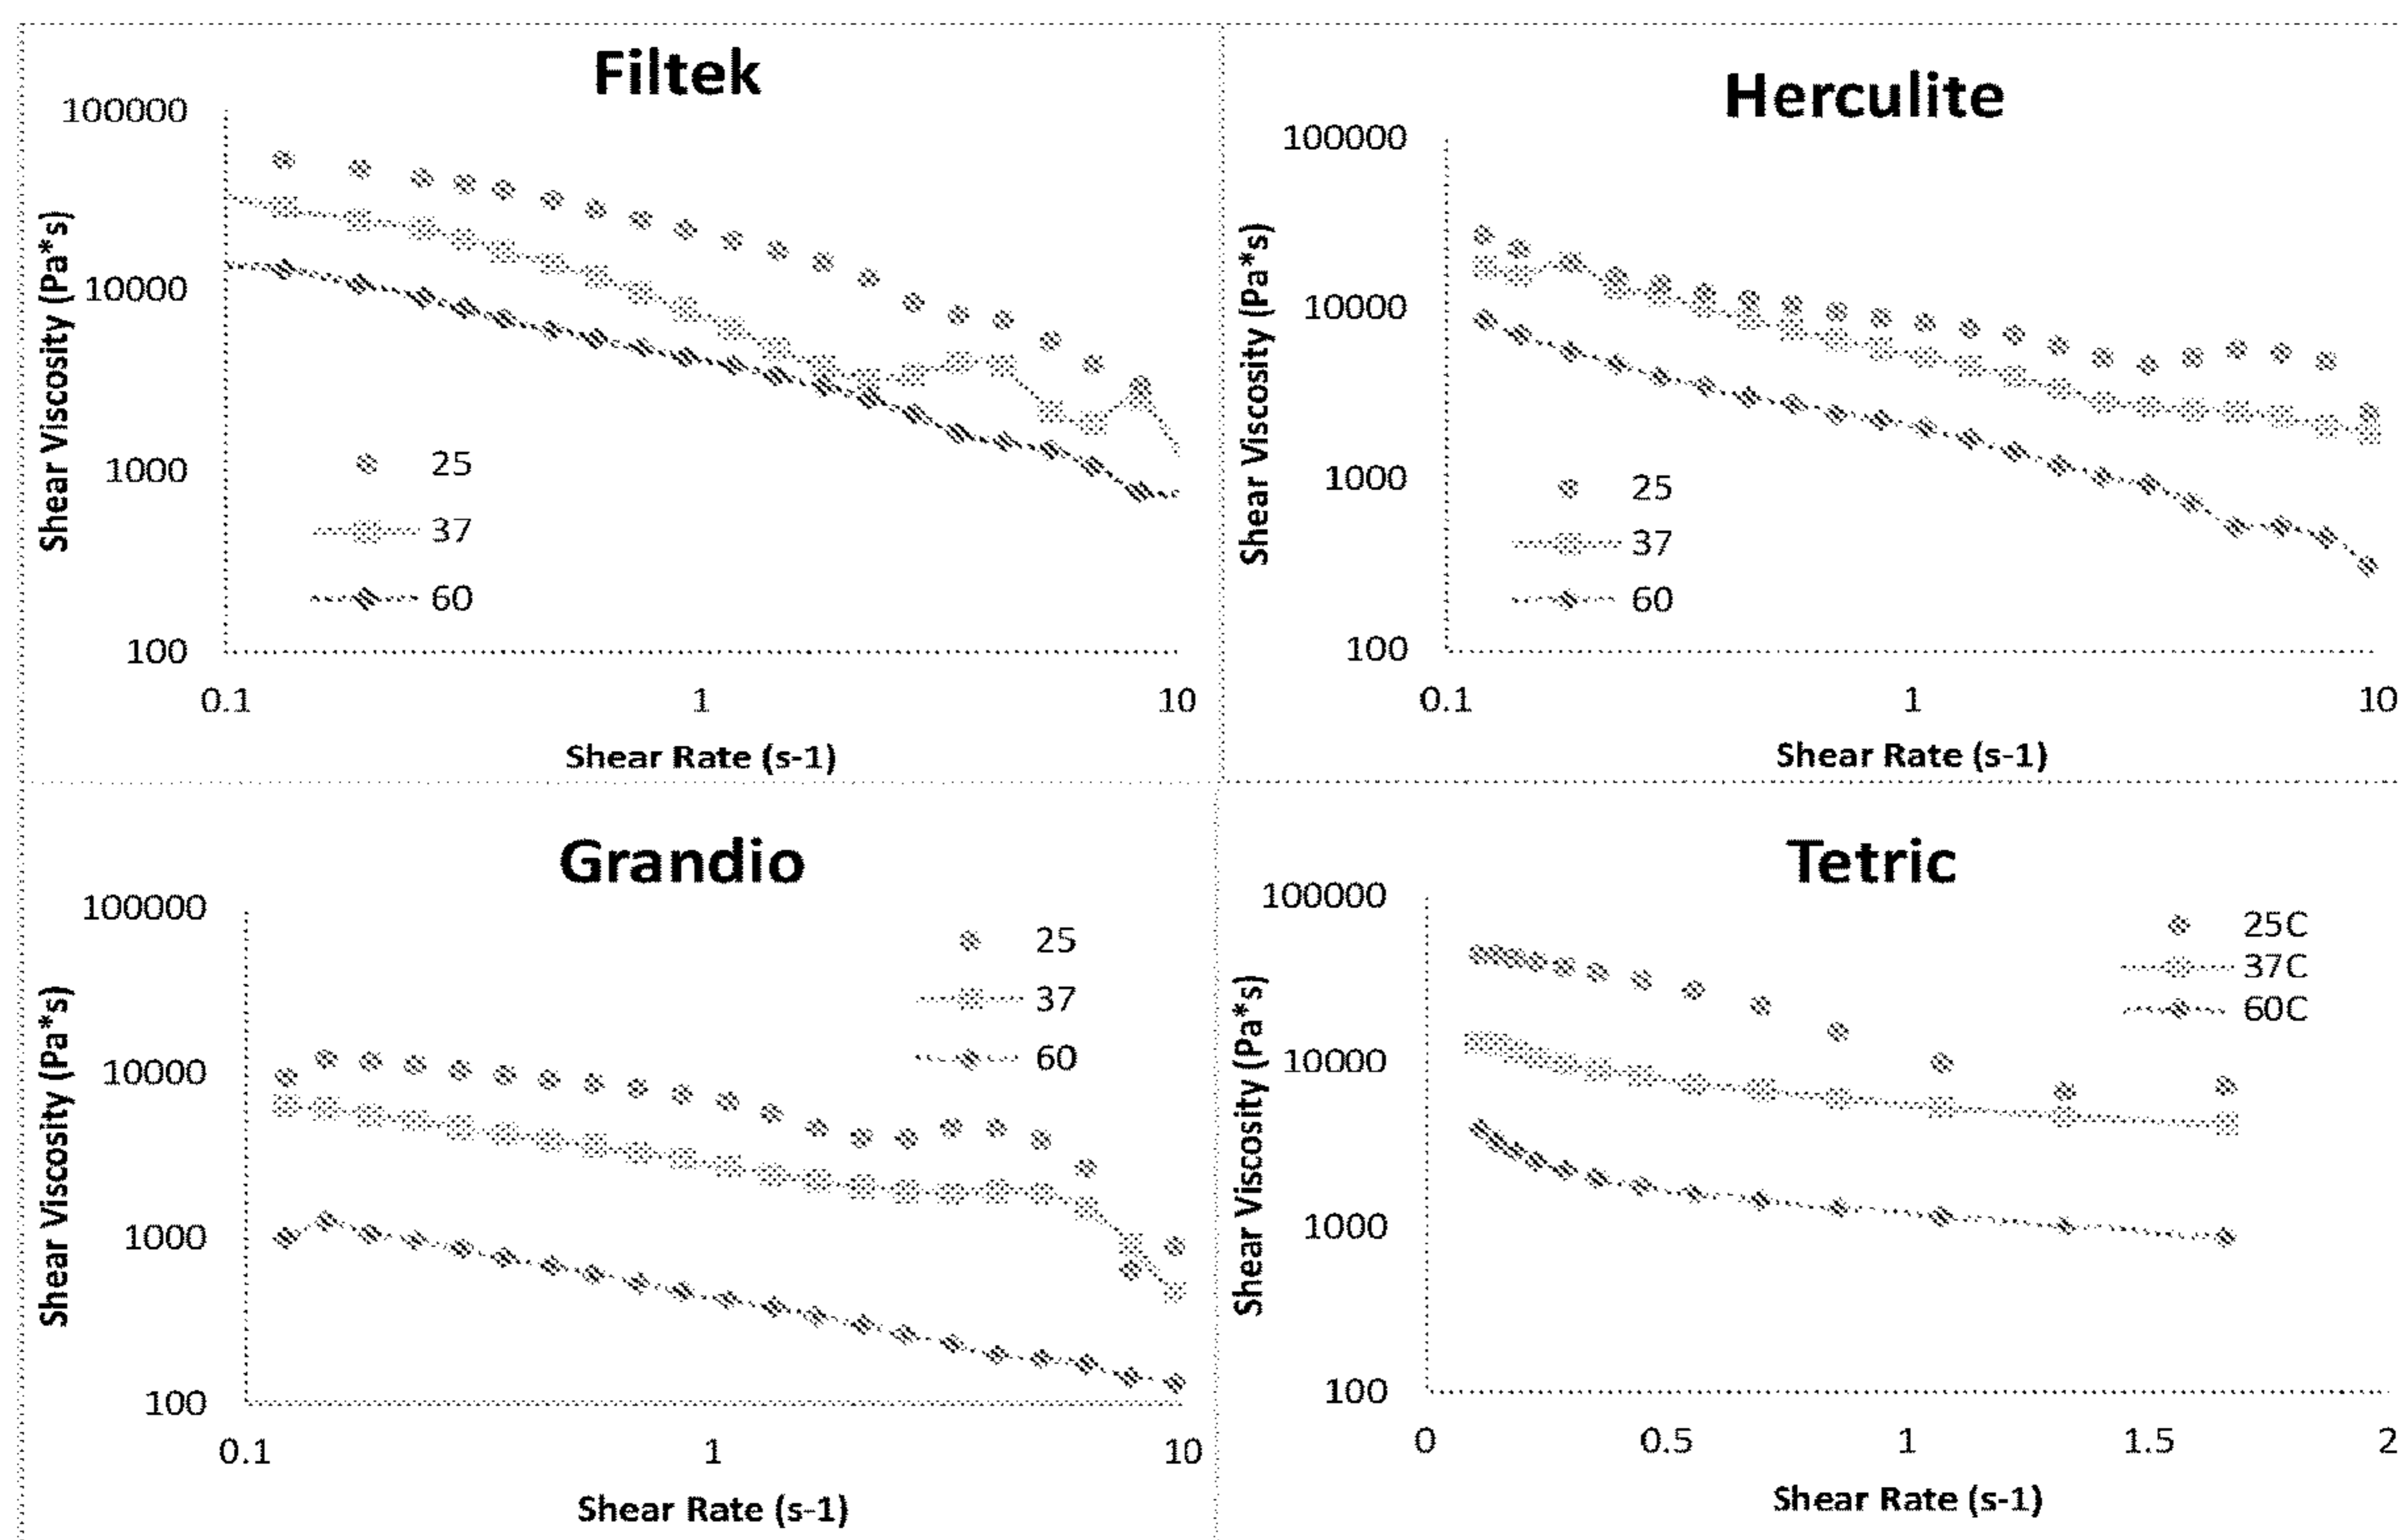 Filtek
100000
10000
1000
100
Shear Viscosity (Pa*s)
25
37
60
0.1 1 10
Shear Rate (s-1)
Herculite
100000
10000
1000
100
Shear Viscosity (Pa*s)
25
37
60
0.1 1 10
Shear Rate (s-1)
Grandio
100000
10000
1000
100
Shear Viscosity (Pa*s)
25
37
60
0.1 1 10
Shear Rate (s-1)
Tetric
100000
10000
1000
100
Shear Viscosity (Pa*s)
25C
37C
60C
0 0.5 1 1.5 2
Shear Rate (s-1)